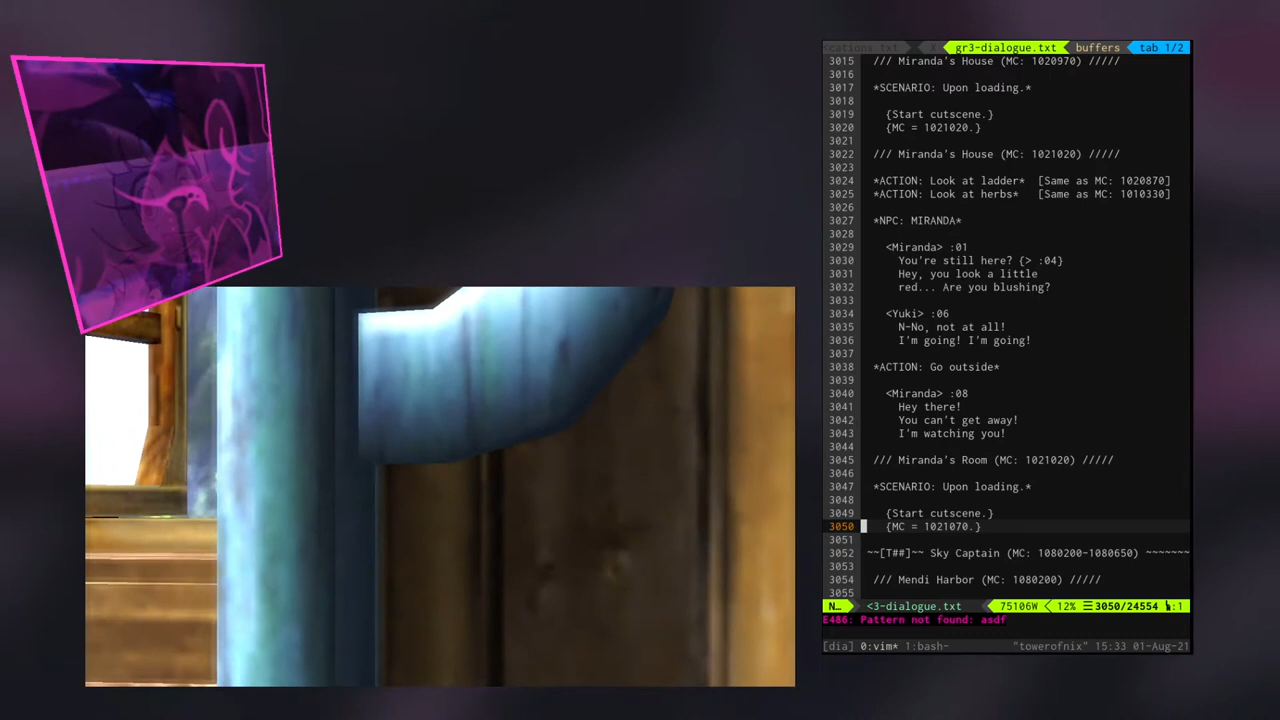 <cations.txt X gr3-dialogue.txt buffers tab 1/2
3015 /// Miranda's House (MC: 1020970) /////
3016
3017 *SCENARIO: Upon loading.*
3018
3019 {Start cutscene.}
3020 {MC = 1021020.}
3021
3022 /// Miranda's House (MC: 1021020) /////
3023
3024 *ACTION: Look at ladder* [Same as MC: 1020870]
3025 *ACTION: Look at herbs* [Same as MC: 1010330]
3026
3027 *NPC: MIRANDA*
3028
3029 <Miranda> :01
3030 You're still here? {> :04}
3031 Hey, you look a little
3032 red... Are you blushing?
3033
3034 <Yuki> :06
3035 N-No, not at all!
3036 I'm going! I'm going!
3037
3038 *ACTION: Go outside*
3039
3040 <Miranda> :08
3041 Hey there!
3042 You can't get away!
3043 I'm watching you!
3044
3045 /// Miranda's Room (MC: 1021020) /////
3046
3047 *SCENARIO: Upon loading.*
3048
3049 {Start cutscene.}
3050 {MC = 1021070.}
3051
3052 ~~[T##]~~ Sky Captain (MC: 1080200-1080650) ~~~~~~~
3053
3054 /// Mendi Harbor (MC: 1080200) /////
3055
N… <3-dialogue.txt 75106W 12% ☰3050/24554 :1
E486: Pattern not found: asdf
[dia] 0:vim* 1:bash- "towerofnix" 15:33 01-Aug-21